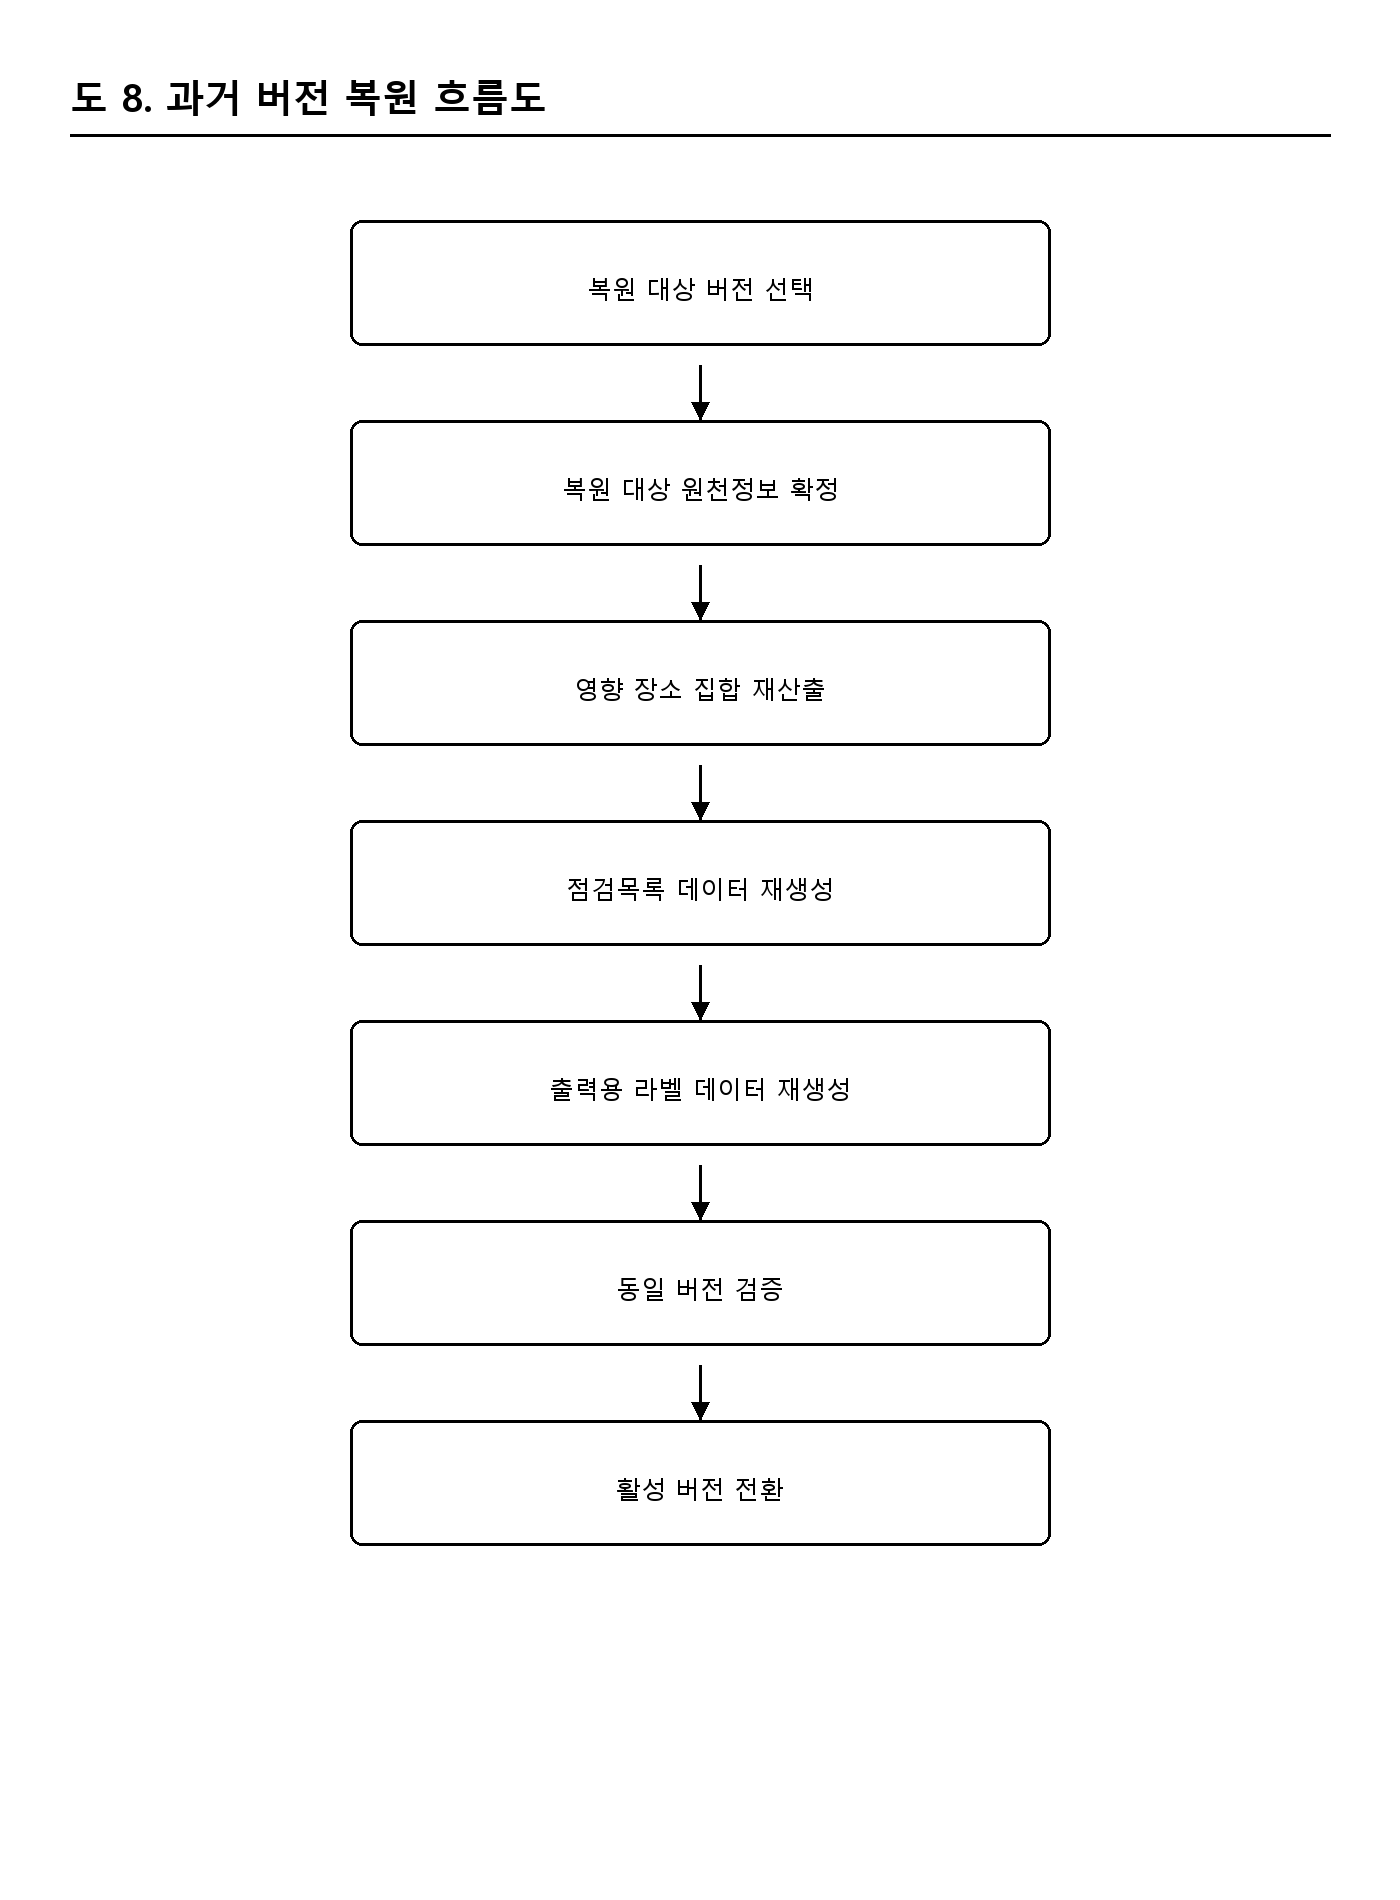 도 8. 과거 버전 복원 흐름도
복원 대상 버전 선택
복원 대상 원천정보 확정
영향 장소 집합 재산출
점검목록 데이터 재생성
출력용 라벨 데이터 재생성
동일 버전 검증
활성 버전 전환